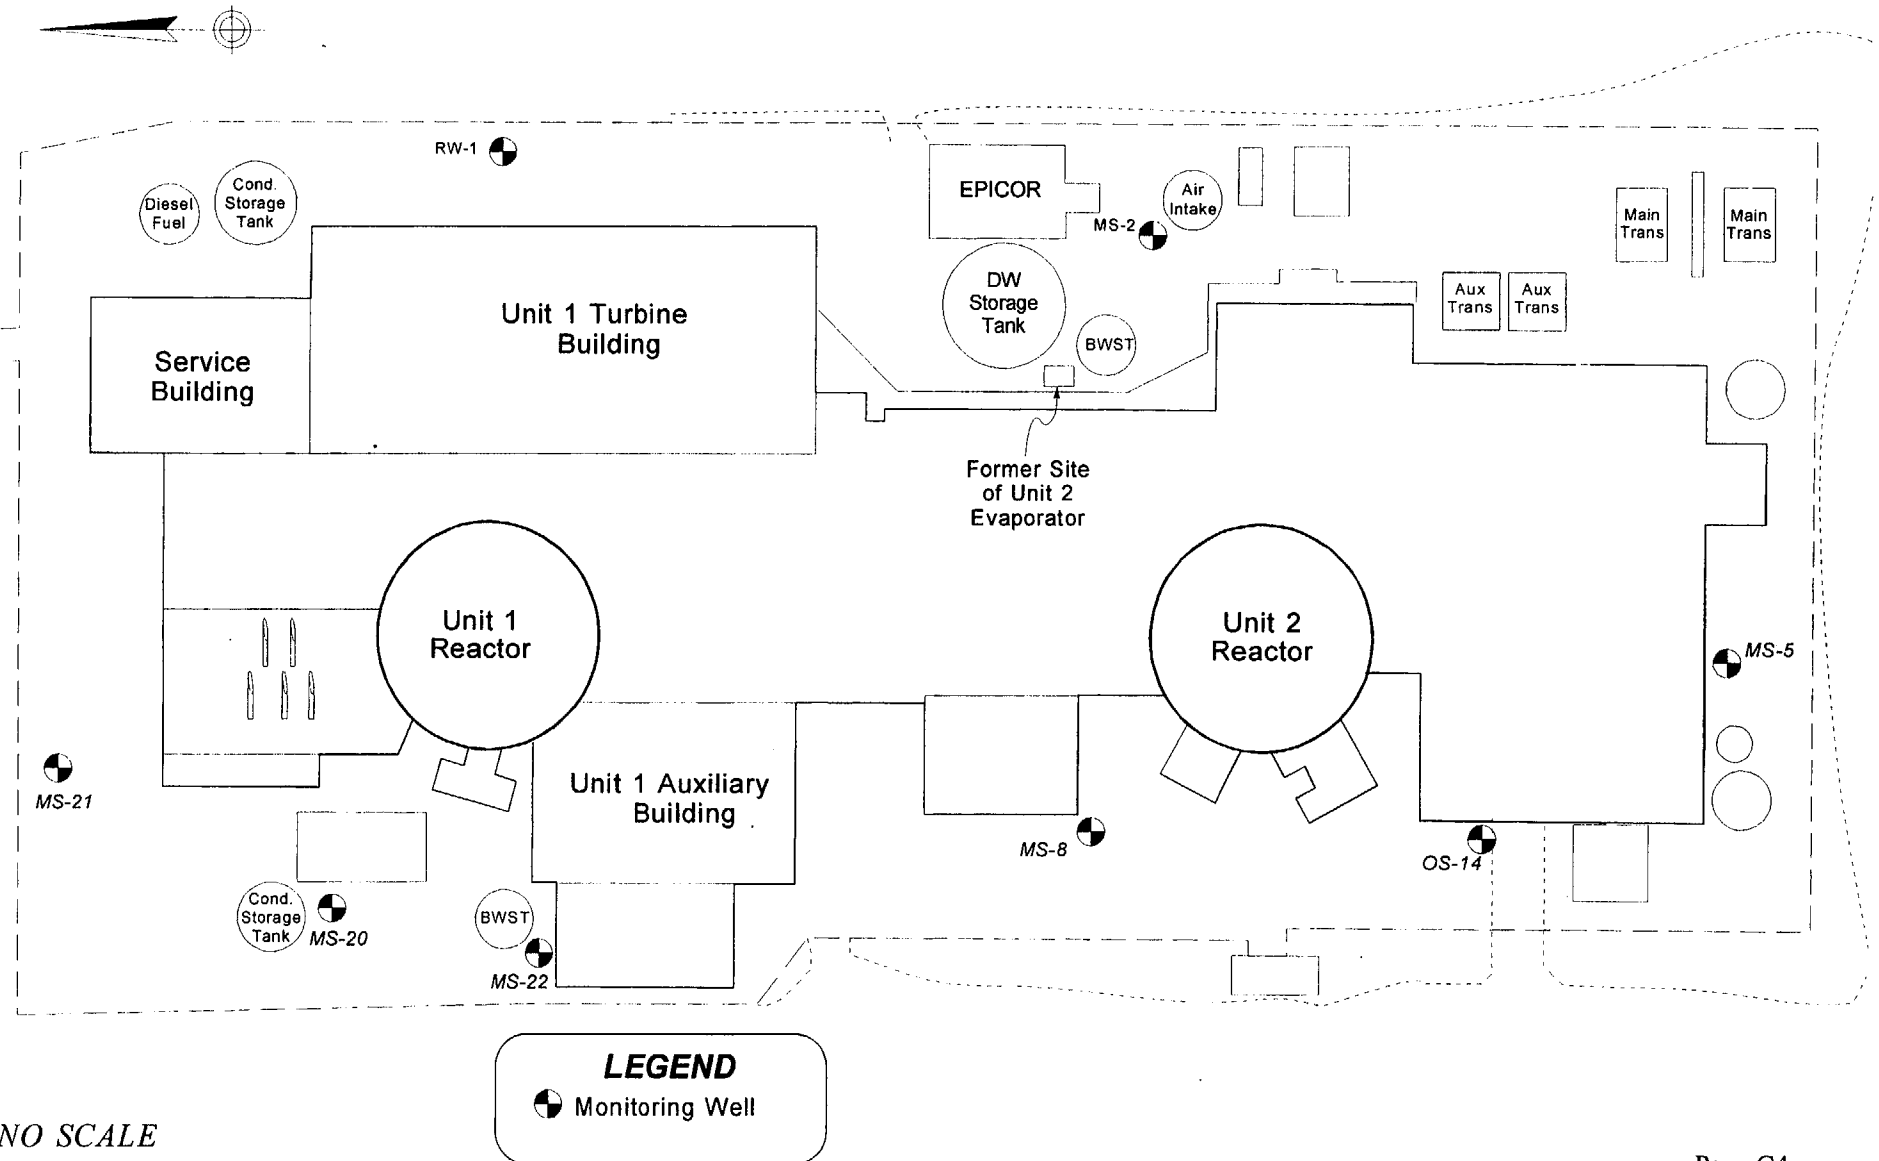 RW-1
Diesel
Fuel
Cond.
Storage
Tank
EPICOR
MS-2
Air
Intake
Main
Trans
Main
Trans
Aux
Trans
Aux
Trans
DW
Storage
Tank
BWST
Unit 1 Turbine
Building
Service
Building
Former Site
of Unit 2
Evaporator
Unit 1
Reactor
Unit 2
Reactor
MS-5
MS-21
Unit 1 Auxiliary
Building
MS-8
OS-14
Cond.
Storage
Tank
MS-20
BWST
MS-22
LEGEND
Monitoring Well
NO SCALE